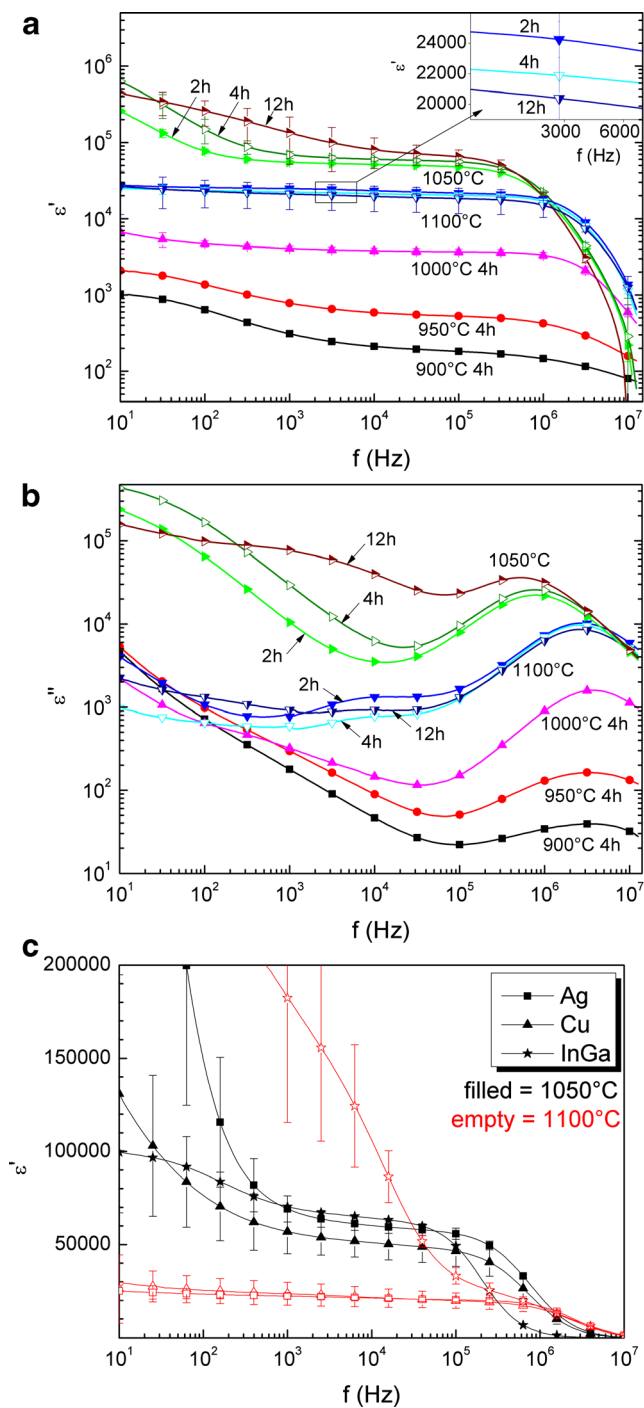 a
2h
4h
12h
24000
22000
20000
ε'
3000
6000
f (Hz)
10⁶
10⁵
10⁴
10³
10²
ε'
2h
4h
12h
1050°C
1100°C
1000°C 4h
950°C 4h
900°C 4h
10¹ 10² 10³ 10⁴ 10⁵ 10⁶ 10⁷
f (Hz)
b
10⁵
10⁴
10³
10²
10¹
ε"
12h
1050°C
4h
2h
1100°C
2h
4h
12h
1000°C 4h
950°C 4h
900°C 4h
10¹ 10² 10³ 10⁴ 10⁵ 10⁶ 10⁷
f (Hz)
c
200000
150000
100000
50000
ε'
Ag
Cu
InGa
filled = 1050°C
empty = 1100°C
10¹ 10² 10³ 10⁴ 10⁵ 10⁶ 10⁷
f (Hz)